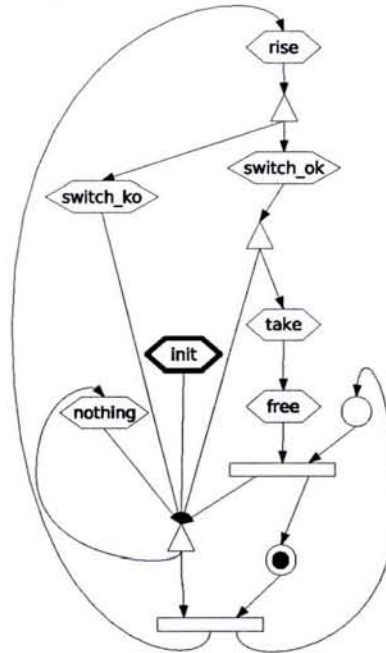 rise
switch_ok
switch_ko
take
init
nothing
free